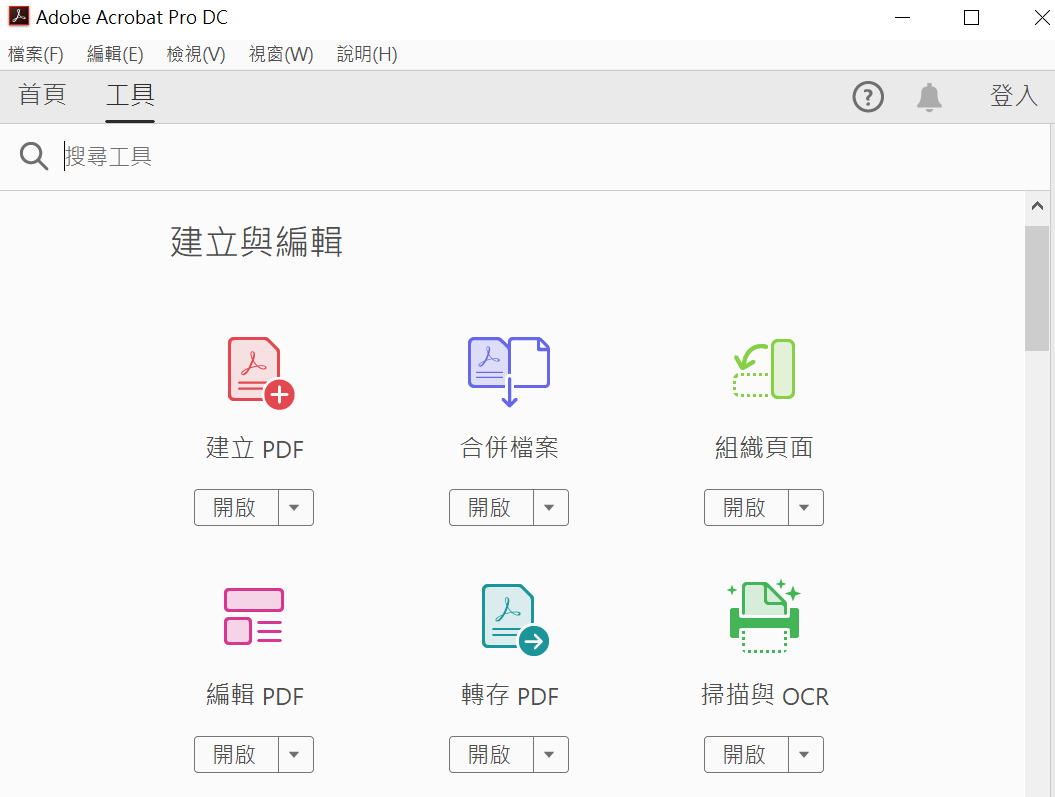 Adobe Acrobat Pro DC
檔案(F) 編輯(E) 檢視(V) 視窗(W) 說明(H)
首頁 工具 ? 登入
搜尋工具
建立與編輯
建立 PDF 合併檔案 組織頁面
開啟 開啟 開啟
編輯 PDF 轉存 PDF 掃描與 OCR
開啟 開啟 開啟